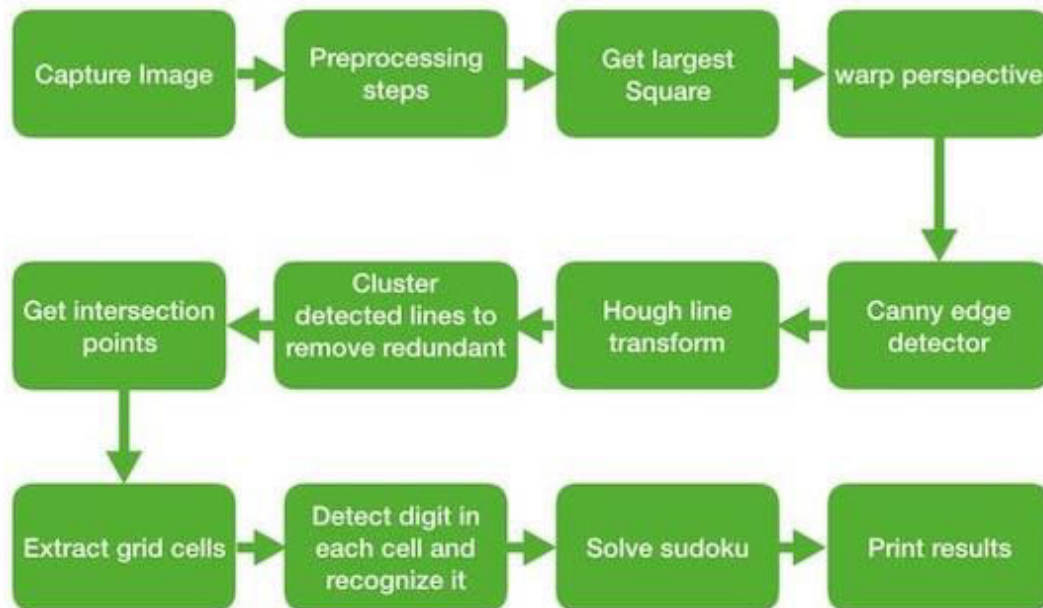 Capture Image
Preprocessing
steps
Get largest
Square
warp perspective
Canny edge
detector
Hough line
transform
Cluster
detected lines to
remove redundant
Get intersection
points
Extract grid cells
Detect digit in
each cell and
recognize it
Solve sudoku
Print results